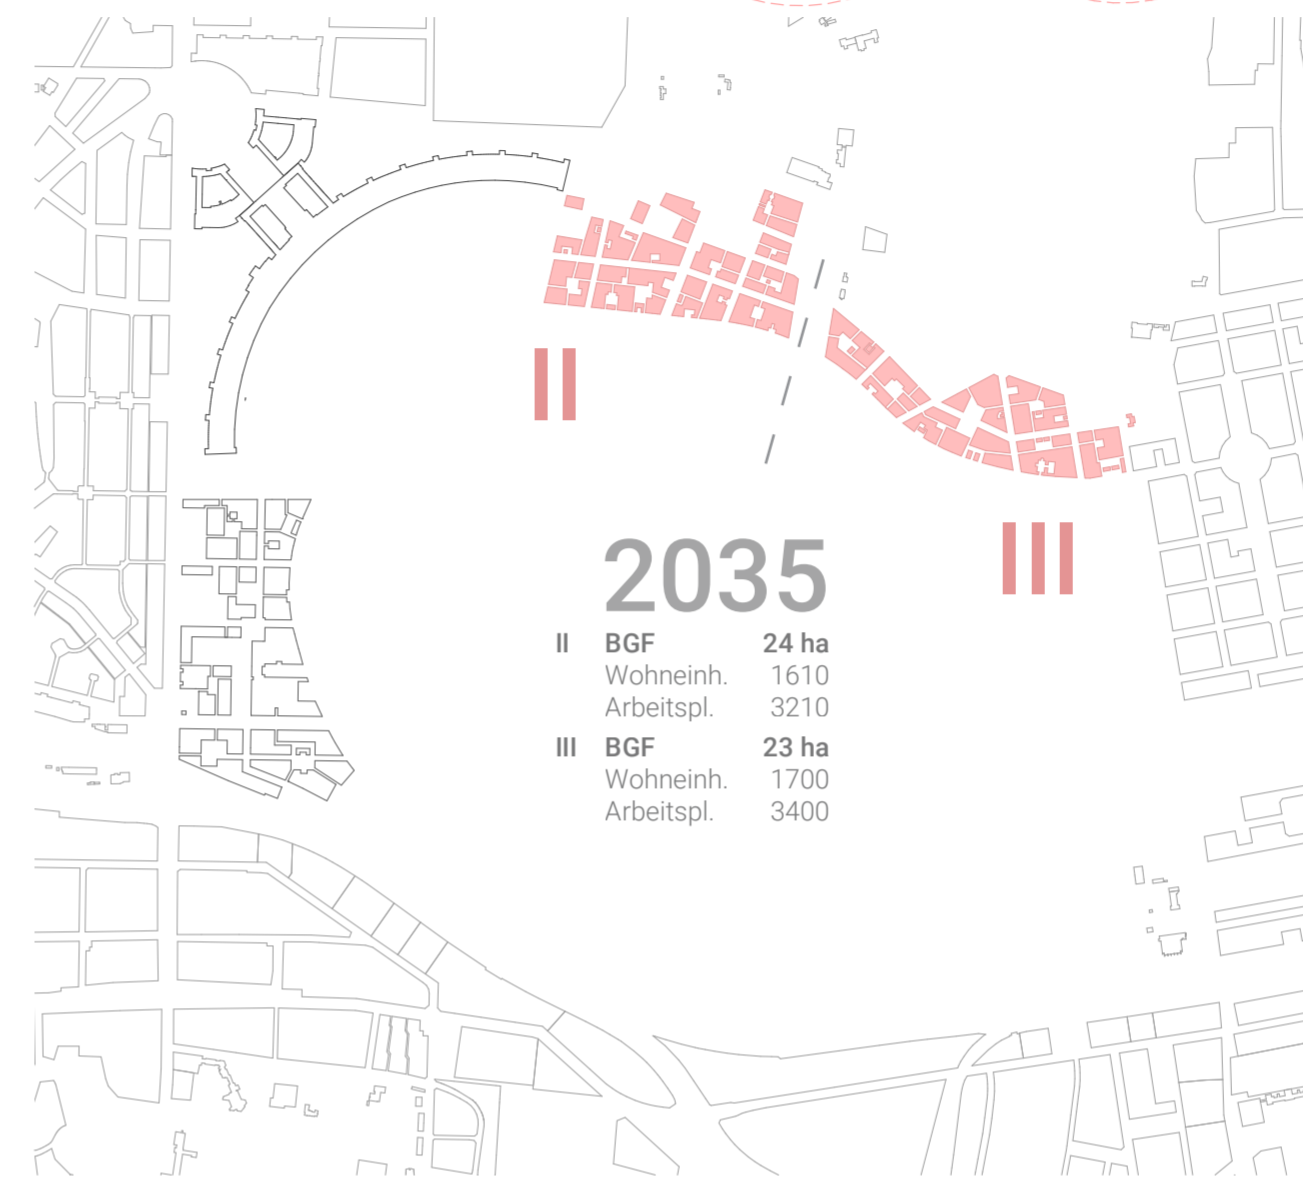 II
III
2035
II BGF 24 ha
Wohneinh. 1610
Arbeitspl. 3210
III BGF 23 ha
Wohneinh. 1700
Arbeitspl. 3400